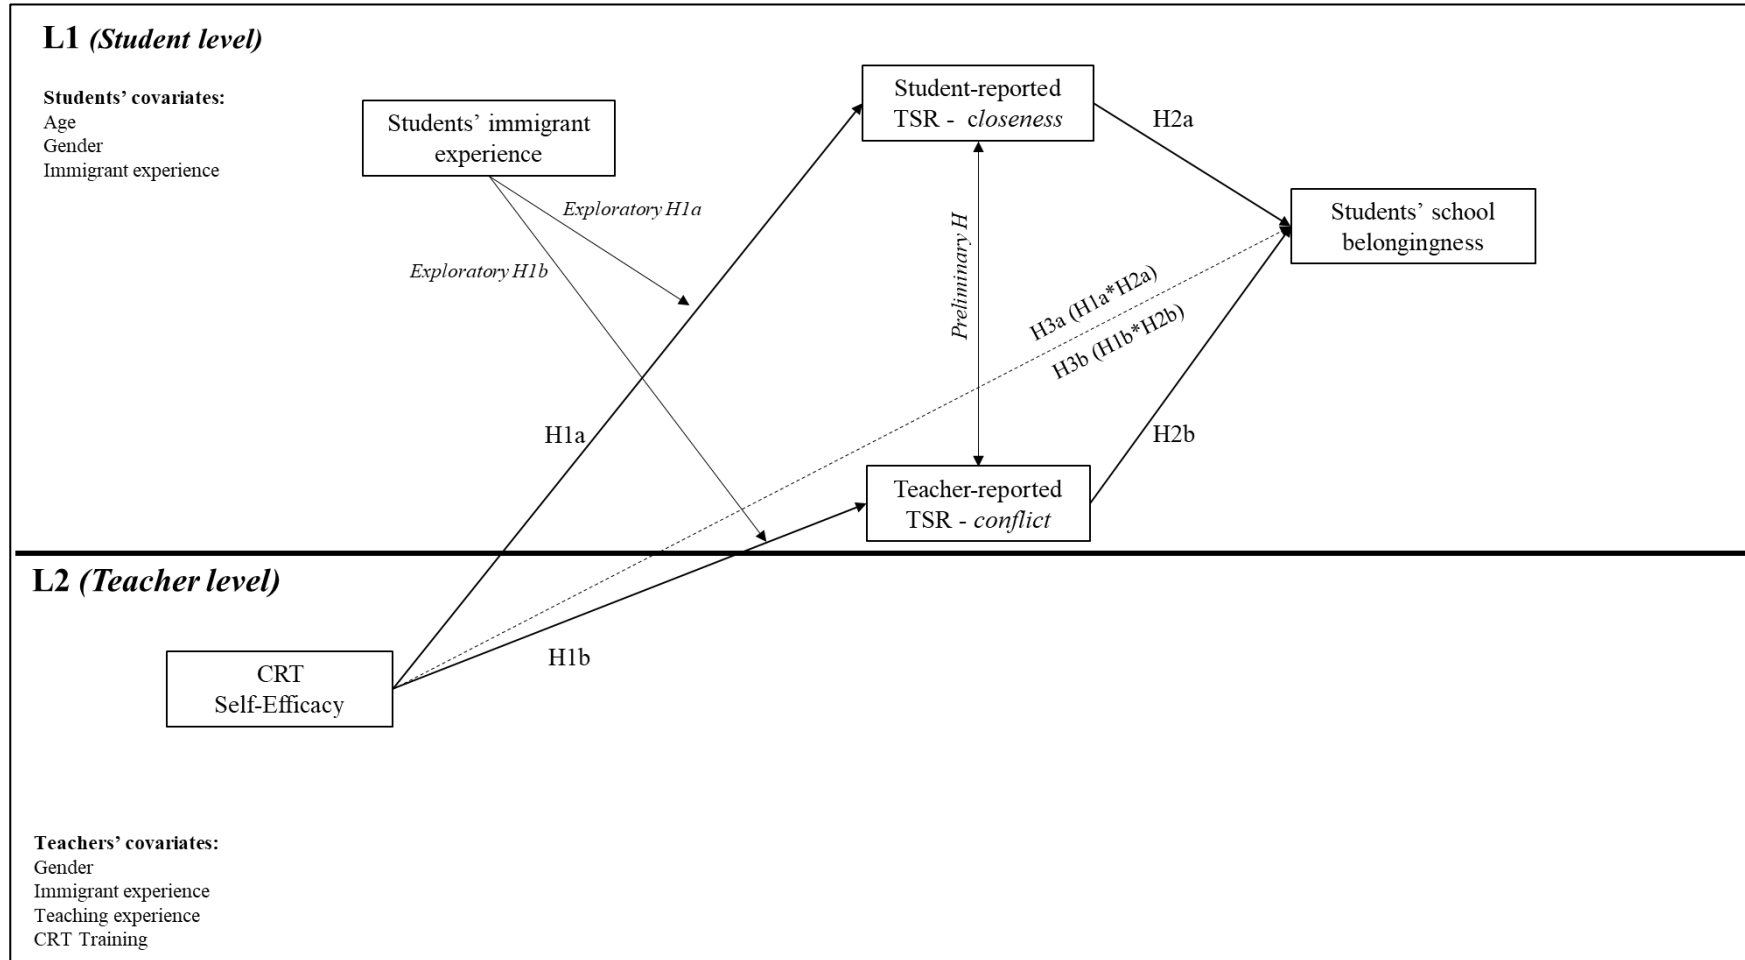 L1 (Student level)
Students’ covariates:
Age
Gender
Immigrant experience
Students’ immigrant
experience
Student-reported
TSR - closeness
H2a
Exploratory H1a
Exploratory H1b
Preliminary H
Students’ school
belongingness
H3a (H1a*H2a)
H3b (H1b*H2b)
H1a
H2b
Teacher-reported
TSR - conflict
L2 (Teacher level)
H1b
CRT
Self-Efficacy
Teachers’ covariates:
Gender
Immigrant experience
Teaching experience
CRT Training